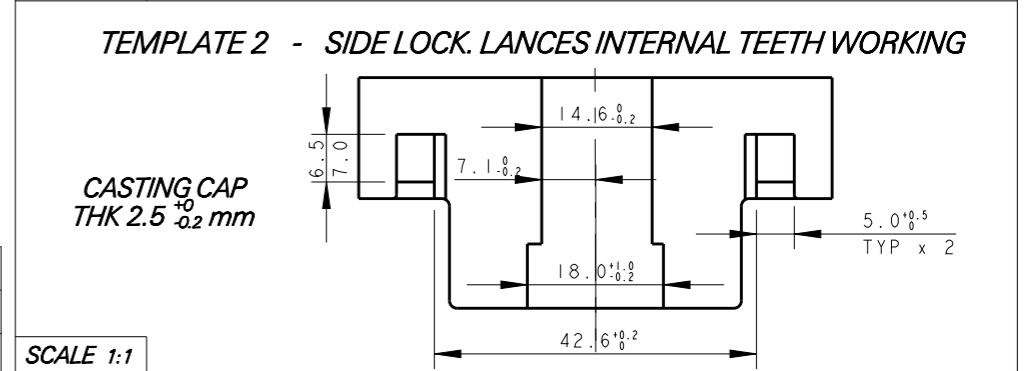 TEMPLATE 2 - SIDE LOCK. LANCES INTERNAL TEETH WORKING
14.6 0 -0.2
6.5
7.0
7.1 0 -0.2
CASTING CAP
THK 2.5 +0 -0.2 mm
5.0 +0.5 0
TYP x 2
18.0 +1.0 -0.2
42.6 +0.2 0
SCALE 1:1